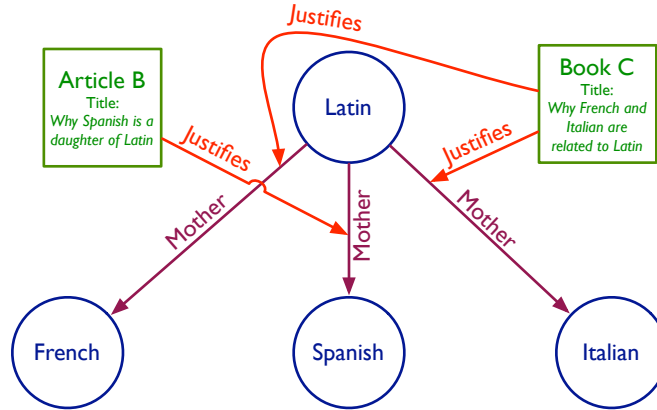 Justifies
Article B
Title:
Why Spanish is a
daughter of Latin
Latin
Book C
Title:
Why French and
Italian are
related to Latin
Justifies
Justifies
Mother
Mother
Mother
French
Spanish
Italian